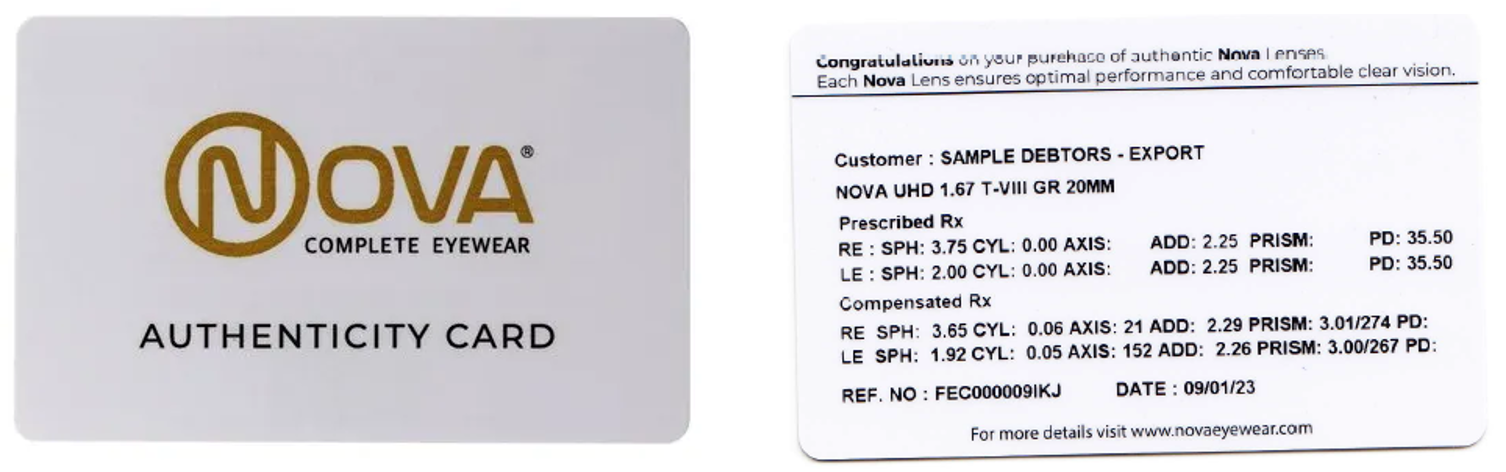 NOVA®
COMPLETE EYEWEAR
AUTHENTICITY CARD
Congratulations on your purchase of authentic Nova Lenses.
Each Nova Lens ensures optimal performance and comfortable clear vision.
Customer : SAMPLE DEBTORS - EXPORT
NOVA UHD 1.67 T-VIII GR 20MM
Prescribed Rx
RE : SPH: 3.75 CYL: 0.00 AXIS: ADD: 2.25 PRISM: PD: 35.50
LE : SPH: 2.00 CYL: 0.00 AXIS: ADD: 2.25 PRISM: PD: 35.50
Compensated Rx
RE SPH: 3.65 CYL: 0.06 AXIS: 21 ADD: 2.29 PRISM: 3.01/274 PD:
LE SPH: 1.92 CYL: 0.05 AXIS: 152 ADD: 2.26 PRISM: 3.00/267 PD:
REF. NO : FEC000009IKJ DATE : 09/01/23
For more details visit www.novaeyewear.com